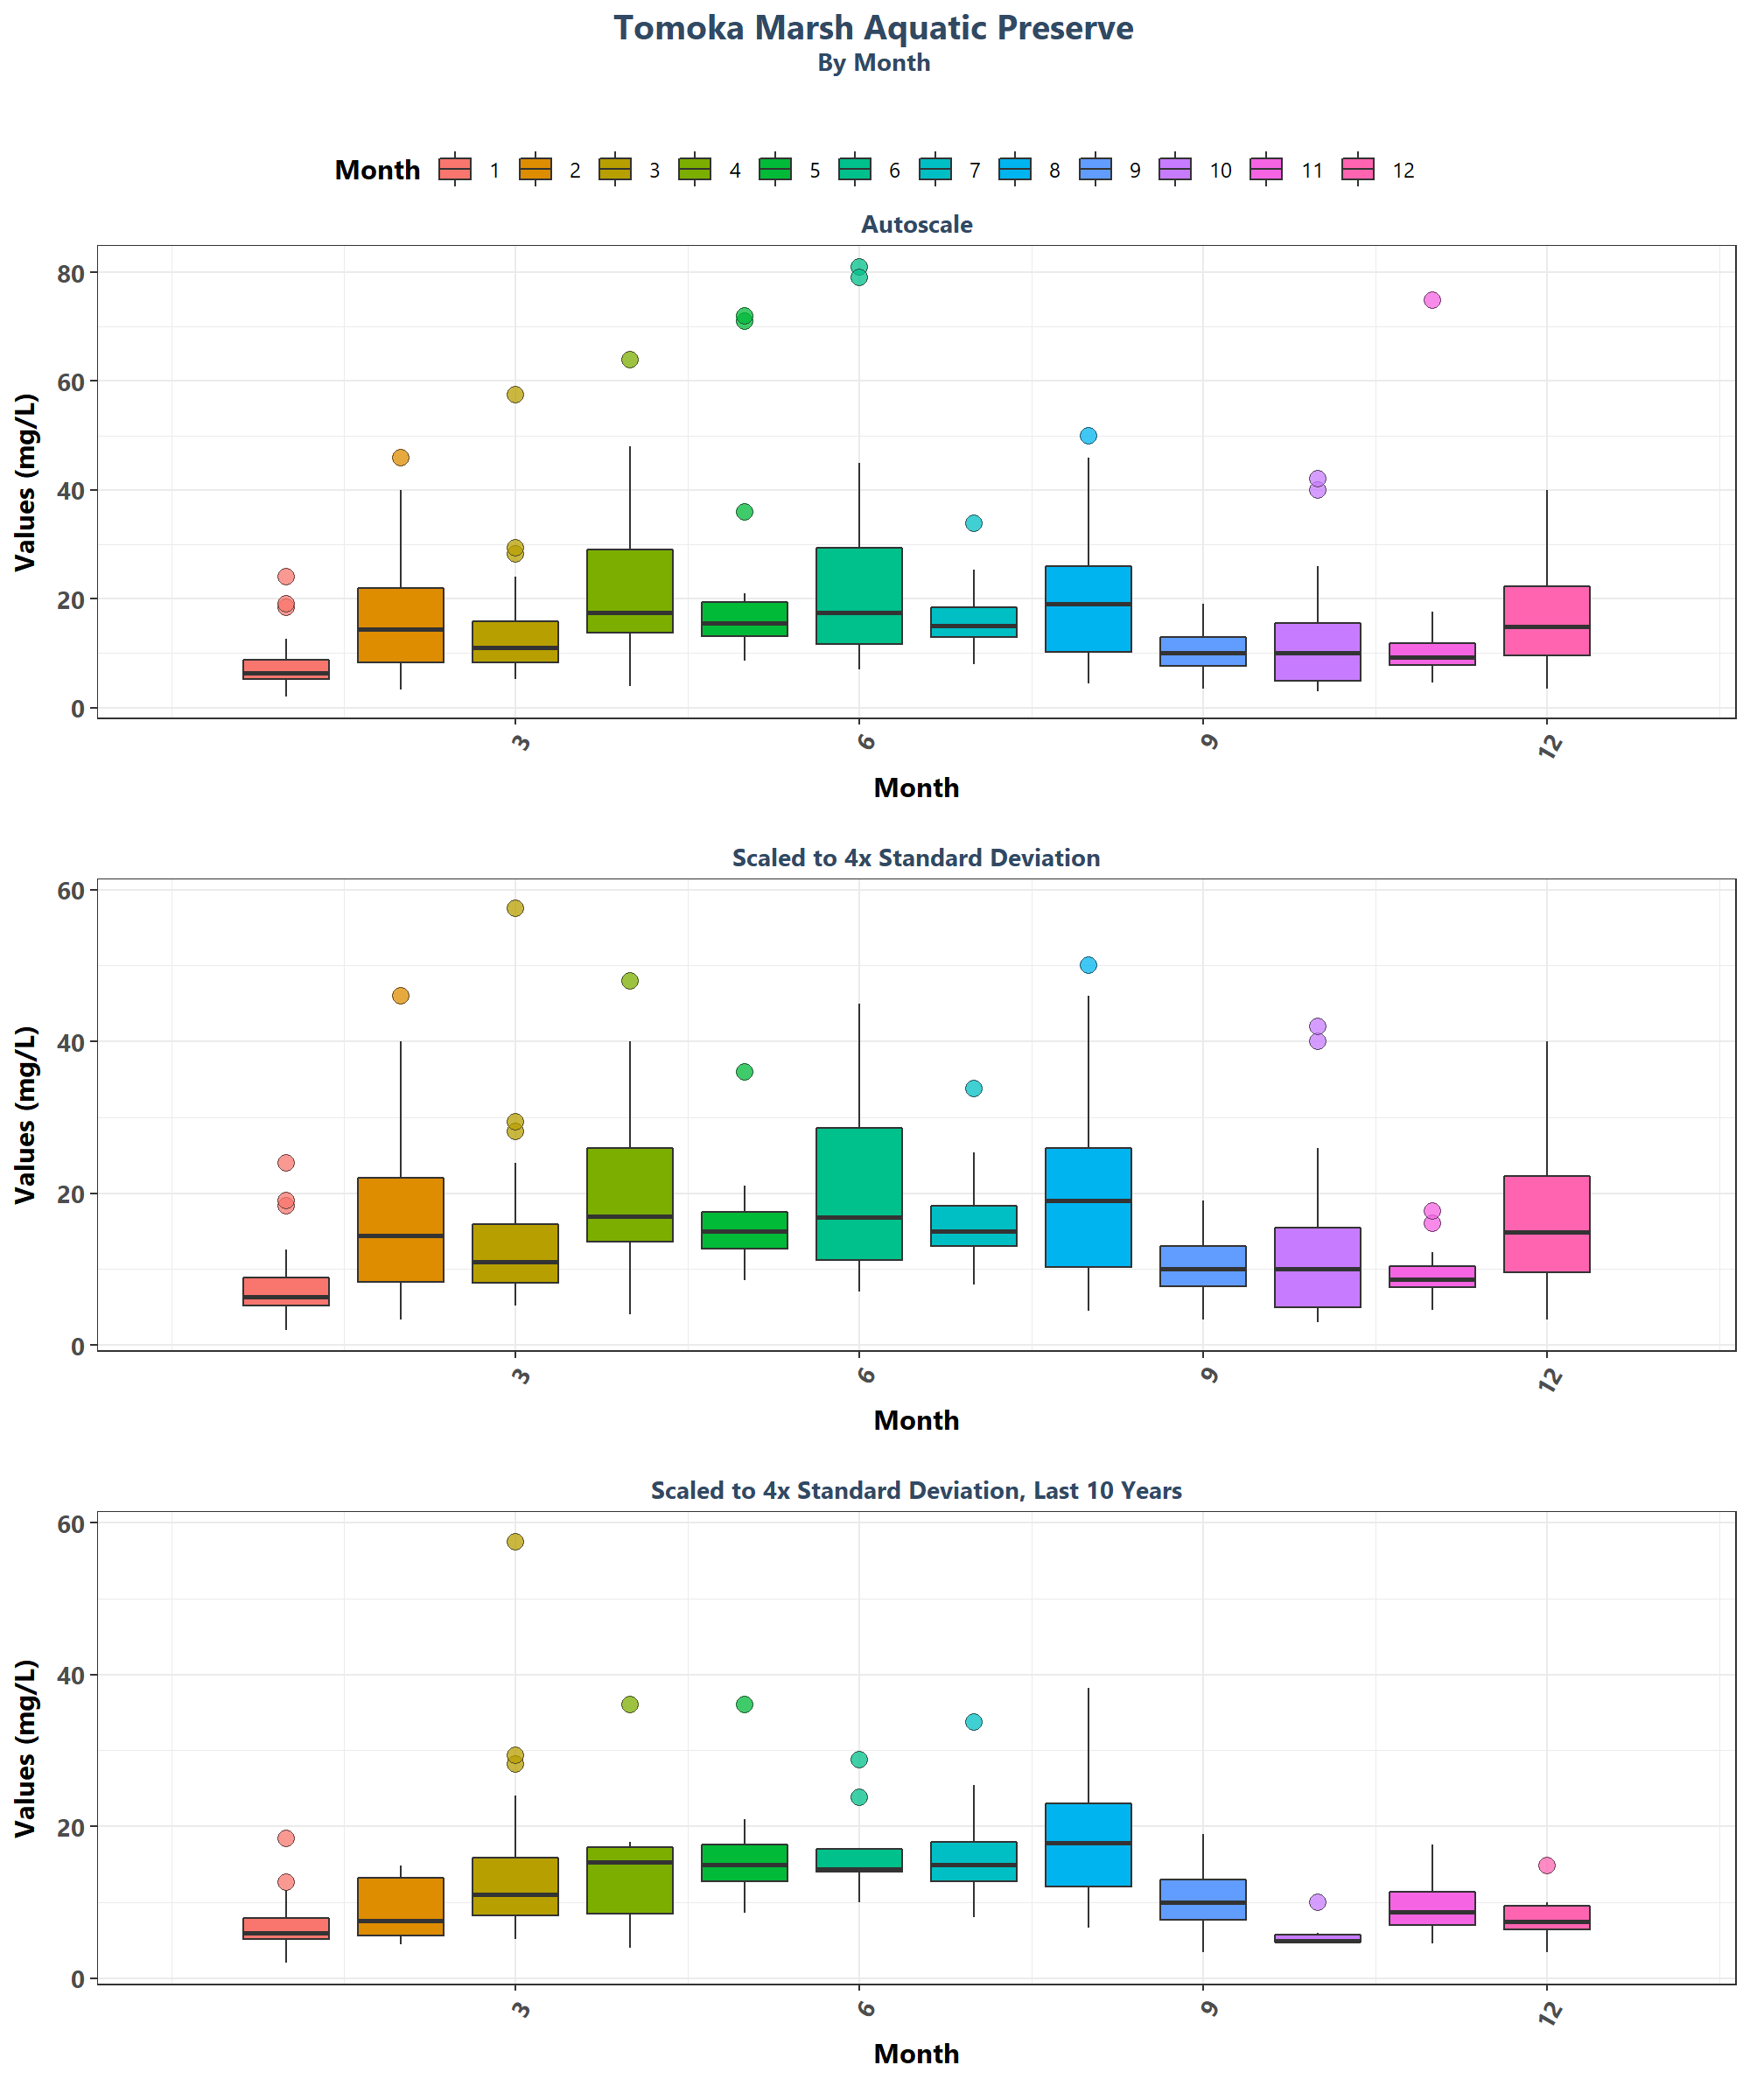 Tomoka Marsh Aquatic Preserve
By Month
Month 1 2 3 4 5 6 7 8 9 10 11 12
Autoscale
Values (mg/L)
80
60
40
20
0
3 6 9 12
Month
Scaled to 4x Standard Deviation
Values (mg/L)
60
40
20
0
3 6 9 12
Month
Scaled to 4x Standard Deviation, Last 10 Years
Values (mg/L)
60
40
20
0
3 6 9 12
Month